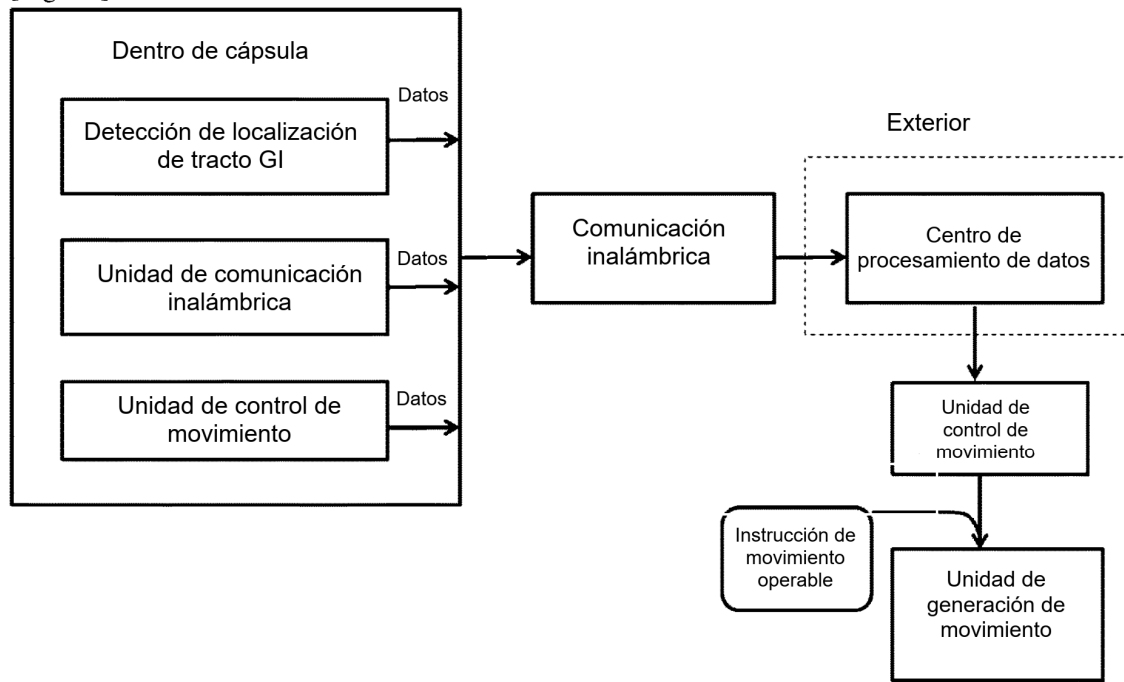 Dentro de cápsula
Datos
Detección de localización
de tracto GI
Datos
Unidad de comunicación
inalámbrica
Datos
Unidad de control de
movimiento
Comunicación
inalámbrica
Exterior
Centro de
procesamiento de datos
Unidad de
control de
movimiento
Instrucción de
movimiento
operable
Unidad de
generación de
movimiento